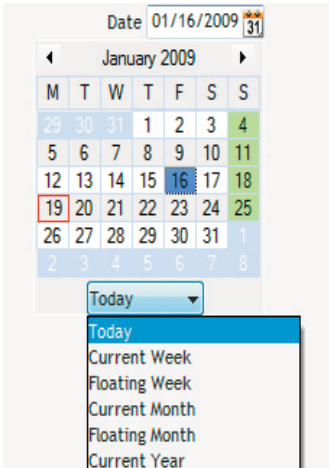 Date 01/16/2009 31
January 2009
M T W T F S S
29 30 31 1 2 3 4
5 6 7 8 9 10 11
12 13 14 15 16 17 18
19 20 21 22 23 24 25
26 27 28 29 30 31 1
2 3 4 5 6 7 8
Today
Today
Current Week
Floating Week
Current Month
Floating Month
Current Year